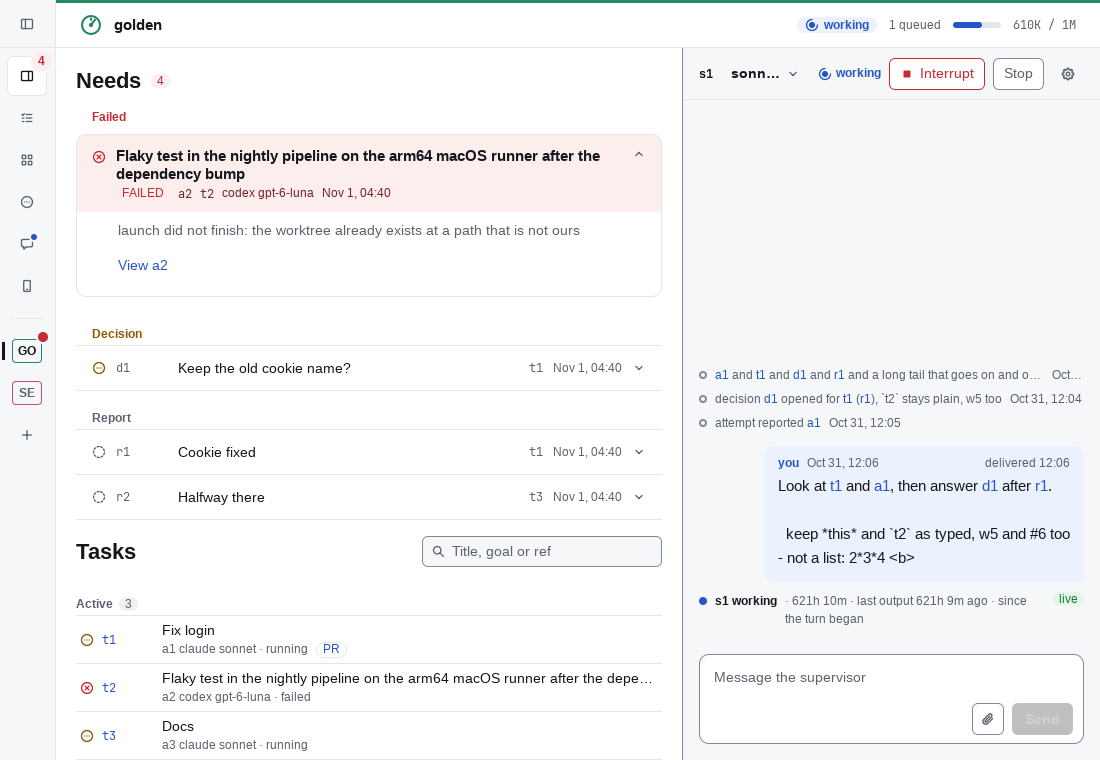 golden
working
1 queued
610K / 1M
4
Needs 4
Failed
Flaky test in the nightly pipeline on the arm64 macOS runner after the
dependency bump
FAILED a2 t2 codex gpt-6-luna Nov 1, 04:40
launch did not finish: the worktree already exists at a path that is not ours
View a2
Decision
d1 Keep the old cookie name? t1 Nov 1, 04:40
Report
r1 Cookie fixed t1 Nov 1, 04:40
r2 Halfway there t3 Nov 1, 04:40
GO
SE
Tasks
Title, goal or ref
Active 3
t1 Fix login
a1 claude sonnet · running PR
t2 Flaky test in the nightly pipeline on the arm64 macOS runner after the depe…
a2 codex gpt-6-luna · failed
t3 Docs
a3 claude sonnet · running
s1 sonn… working Interrupt Stop
a1 and t1 and d1 and r1 and a long tail that goes on and o… Oct…
decision d1 opened for t1 (r1), `t2` stays plain, w5 too Oct 31, 12:04
attempt reported a1 Oct 31, 12:05
you Oct 31, 12:06 delivered 12:06
Look at t1 and a1, then answer d1 after r1.
keep *this* and `t2` as typed, w5 and #6 too
- not a list: 2*3*4 <b>
s1 working · 621h 10m · last output 621h 9m ago · since live
the turn began
Message the supervisor
Send